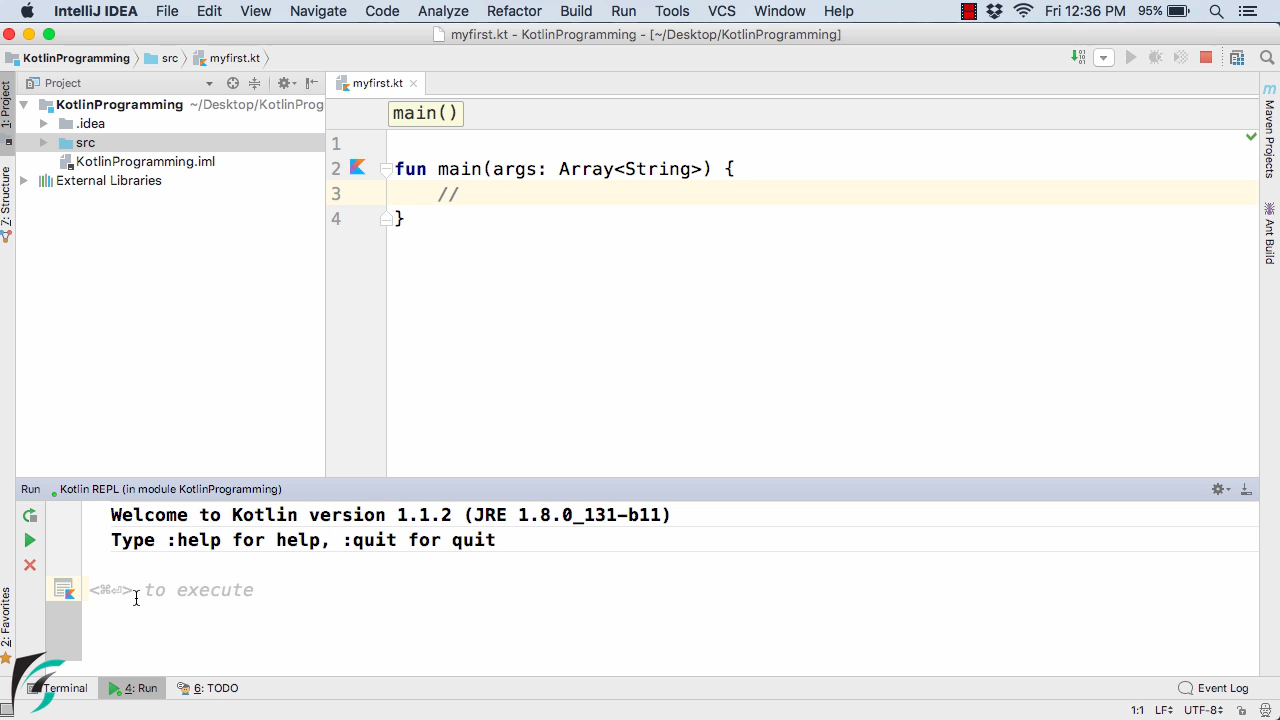 IntelliJ IDEA File Edit View Navigate Code Analyze Refactor Build Run Tools VCS Window Help Fri 12:36 PM 95%
myfirst.kt - KotlinProgramming - [~/Desktop/KotlinProgramming]
KotlinProgramming src myfirst.kt
1: Project
Project
myfirst.kt
KotlinProgramming ~/Desktop/KotlinProg
.idea
src
KotlinProgramming.iml
External Libraries
7: Structure
main()
1
2 fun main(args: Array<String>) {
3 //
4 }
Maven Projects
Ant Build
Run Kotlin REPL (in module KotlinProgramming)
Welcome to Kotlin version 1.1.2 (JRE 1.8.0_131-b11)
Type :help for help, :quit for quit
<⌘⏎> to execute
2: Favorites
Terminal 4: Run 6: TODO Event Log
1:1 LF÷ UTF-8÷